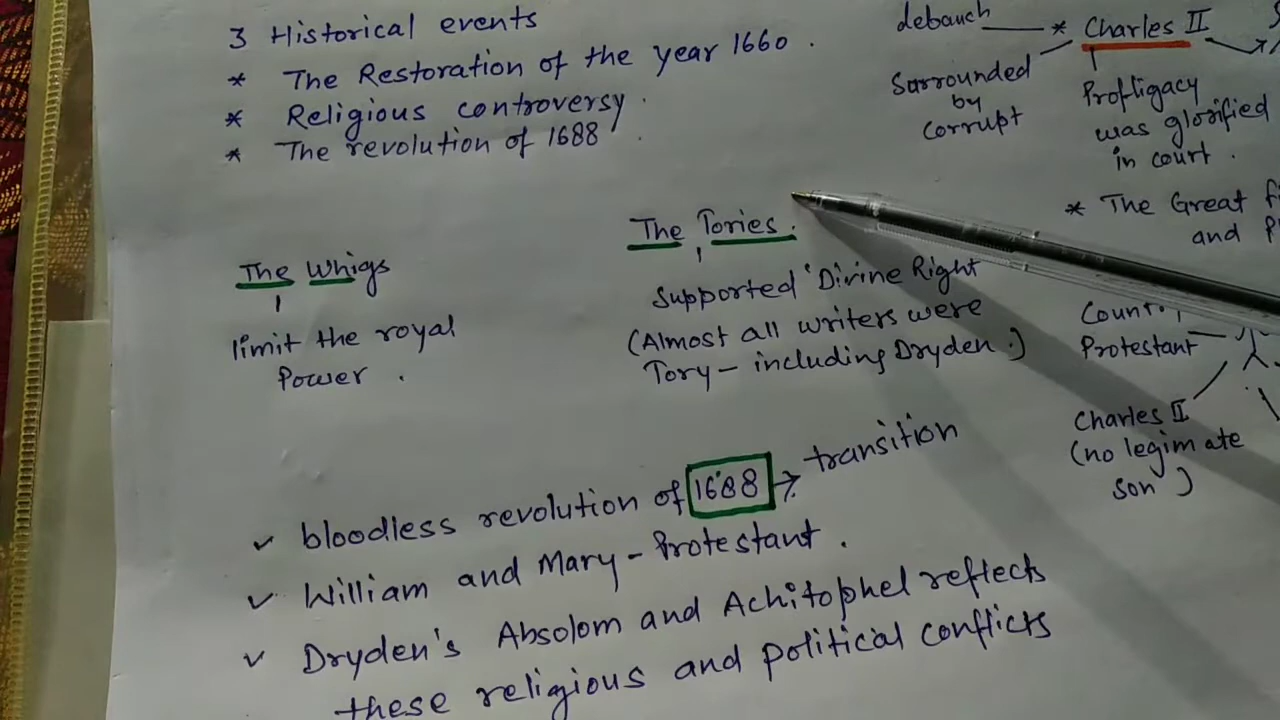 3 Historical events
* The Restoration of the year 1660 .
* Religious controversy .
* The revolution of 1688 .
debauch
* Charles II
Surrounded
by
corrupt
Profligacy
was glorified
in court .
* The Great
and
The Whigs
limit the royal
Power .
The Tories .
Supported 'Divine Right
(Almost all writers were
Tory - including Dryden .)
Protestant
Charles II
(no legimate
son )
✓ bloodless revolution of 1688 → transition
✓ William and Mary - Protestant .
✓ Dryden's Absolom and Achitophel reflects
these religious and political conflicts